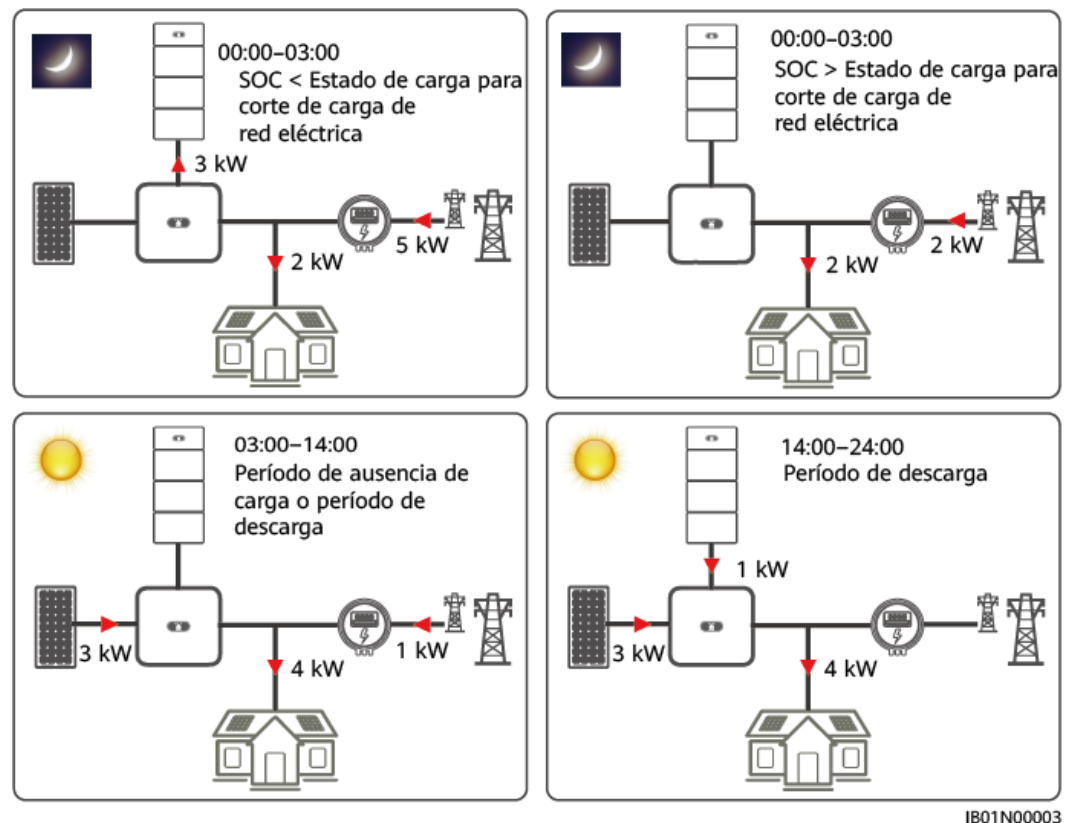 00:00–03:00
SOC < Estado de carga para
corte de carga de
red eléctrica
3 kW
5 kW
2 kW
00:00–03:00
SOC > Estado de carga para
corte de carga de
red eléctrica
2 kW
2 kW
03:00–14:00
Período de ausencia de
carga o período de
descarga
3 kW
1 kW
4 kW
14:00–24:00
Período de descarga
1 kW
3 kW
4 kW
IB01N00003